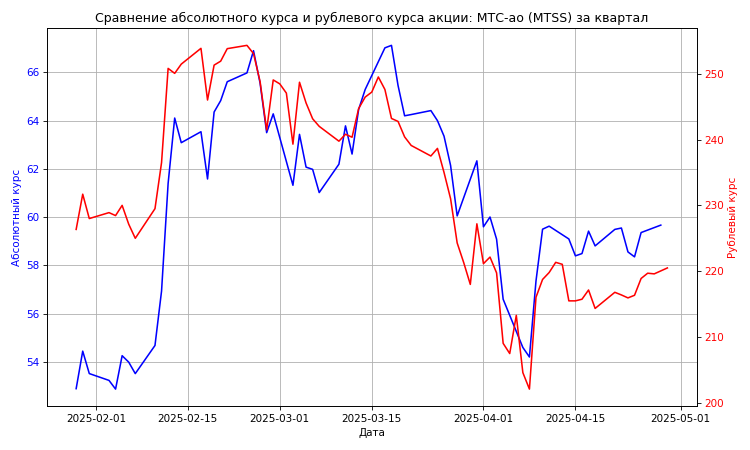 Сравнение абсолютного курса и рублевого курса акции: МТС-ао (MTSS) за квартал
Абсолютный курс
66
64
62
60
58
56
54
250
240
230
220
210
200
Рублевый курс
2025-02-01 2025-02-15 2025-03-01 2025-03-15 2025-04-01 2025-04-15 2025-05-01
Дата